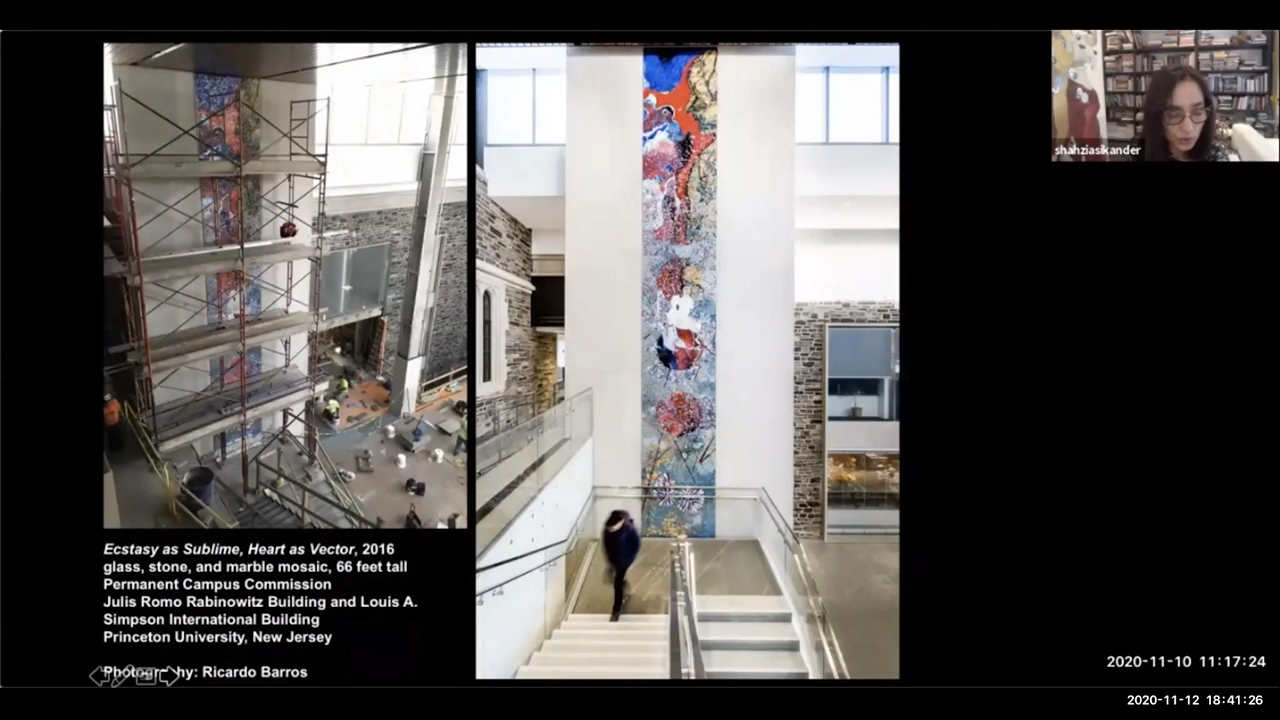 shahziasikander
Ecstasy as Sublime, Heart as Vector, 2016
glass, stone, and marble mosaic, 66 feet tall
Permanent Campus Commission
Julis Romo Rabinowitz Building and Louis A.
Simpson International Building
Princeton University, New Jersey
Photography: Ricardo Barros
2020-11-10 11:17:24
2020-11-12 18:41:26